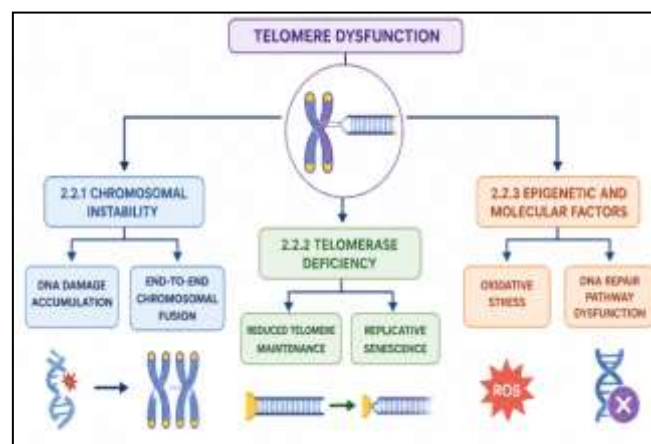 TELOMERE DYSFUNCTION
2.2.1 CHROMOSOMAL
INSTABILITY
DNA DAMAGE
ACCUMULATION
END-TO-END
CHROMOSOMAL
FUSION
2.2.2 TELOMERASE
DEFICIENCY
REDUCED TELOMERE
MAINTENANCE
REPLICATIVE
SENESCENCE
2.2.3 EPIGENETIC AND
MOLECULAR FACTORS
OXIDATIVE
STRESS
DNA REPAIR
PATHWAY
DYSFUNCTION
ROS
X